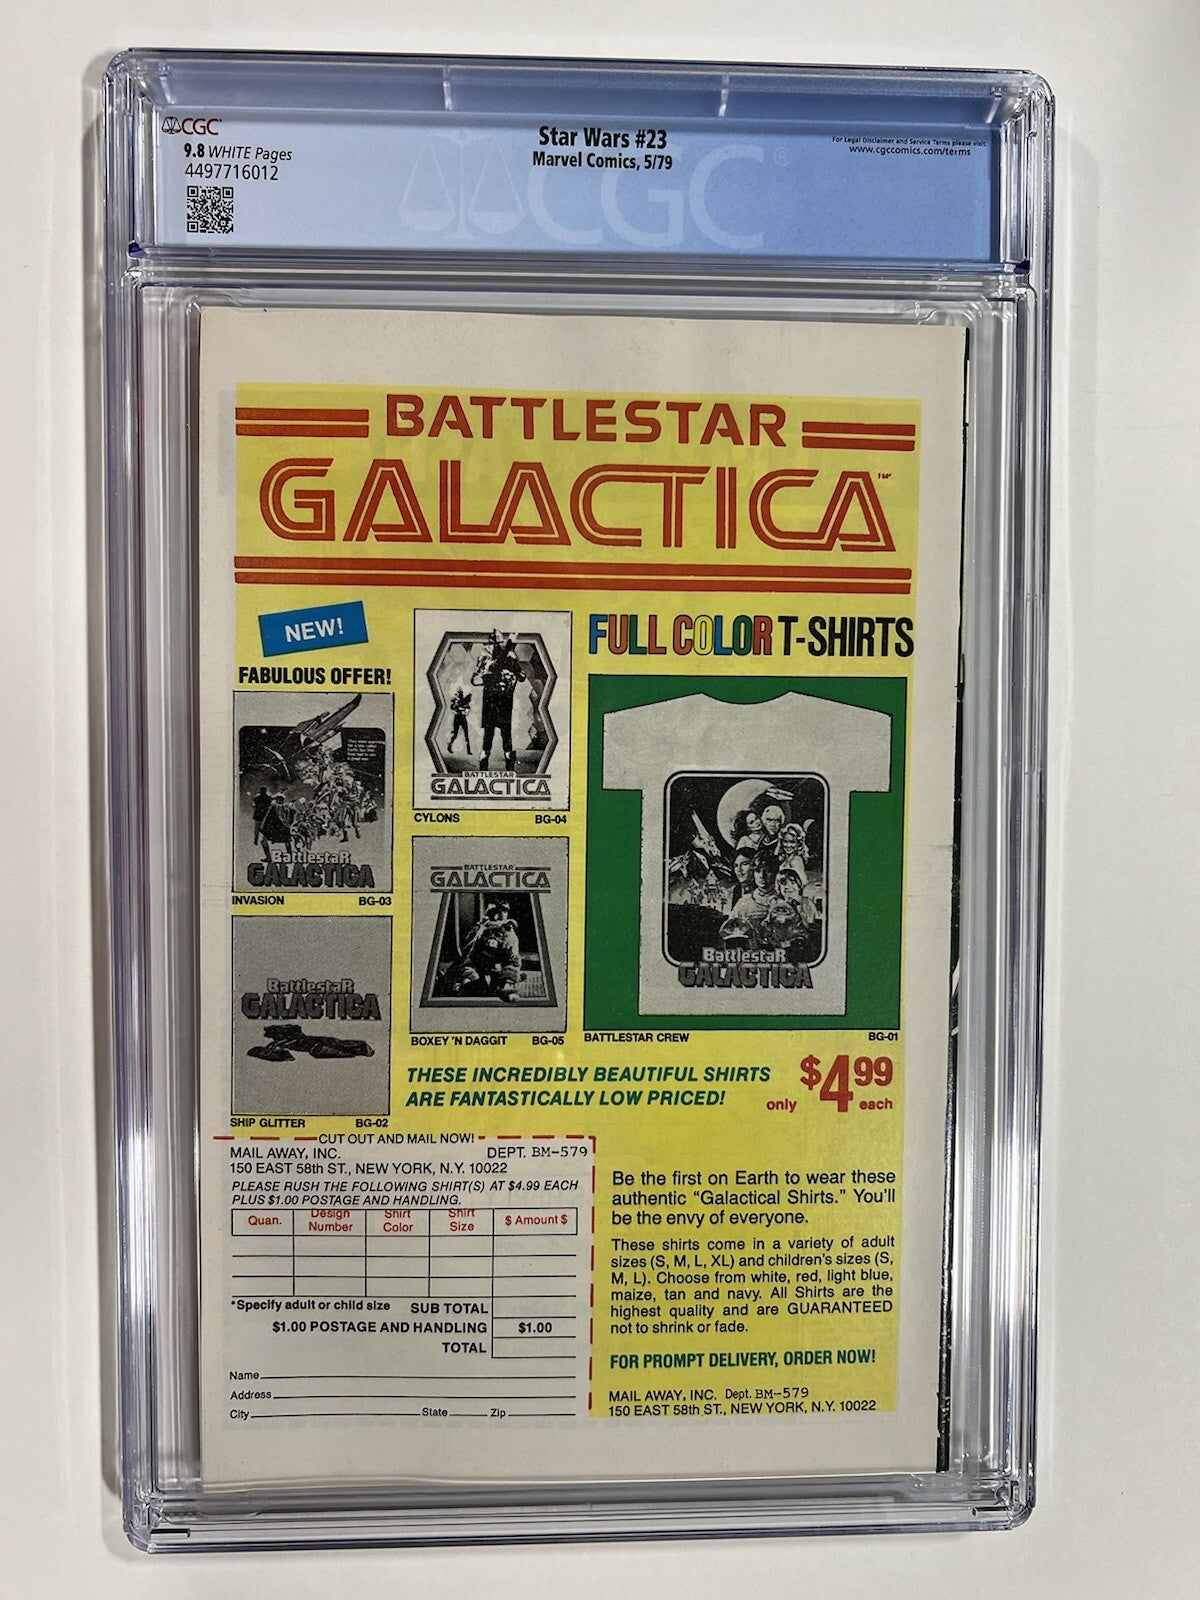 CGC
9.8 WHITE Pages
4497716012
Star Wars #23
Marvel Comics, 5/79
For Legal Disclaimer and Service Terms please visit:
www.cgccomics.com/terms
CGC®
BATTLESTAR
GALACTICA™
NEW!
FABULOUS OFFER!
FULL COLOR T-SHIRTS
BattlestaR
GALACTICA
INVASION BG-03
BATTLESTAR
GALACTICA
CYLONS BG-04
BattlestaR
GALACTICA
SHIP GLITTER BG-02
BATTLESTAR
GALACTICA
BOXEY 'N DAGGIT BG-05
BattlestaR
GALACTICA
BATTLESTAR CREW BG-01
THESE INCREDIBLY BEAUTIFUL SHIRTS
ARE FANTASTICALLY LOW PRICED!
only $4.99 each
CUT OUT AND MAIL NOW!
MAIL AWAY, INC. DEPT. BM-579
150 EAST 58th ST., NEW YORK, N.Y. 10022
PLEASE RUSH THE FOLLOWING SHIRT(S) AT $4.99 EACH
PLUS $1.00 POSTAGE AND HANDLING.
Quan. Design Number Shirt Color Shirt Size $ Amount $
*Specify adult or child size SUB TOTAL
$1.00 POSTAGE AND HANDLING $1.00
TOTAL
Name
Address
City State Zip
Be the first on Earth to wear these
authentic “Galactical Shirts.” You'll
be the envy of everyone.
These shirts come in a variety of adult
sizes (S, M, L, XL) and children's sizes (S,
M, L). Choose from white, red, light blue,
maize, tan and navy. All Shirts are the
highest quality and are GUARANTEED
not to shrink or fade.
FOR PROMPT DELIVERY, ORDER NOW!
MAIL AWAY, INC. Dept. BM-579
150 EAST 58th ST., NEW YORK, N.Y. 10022